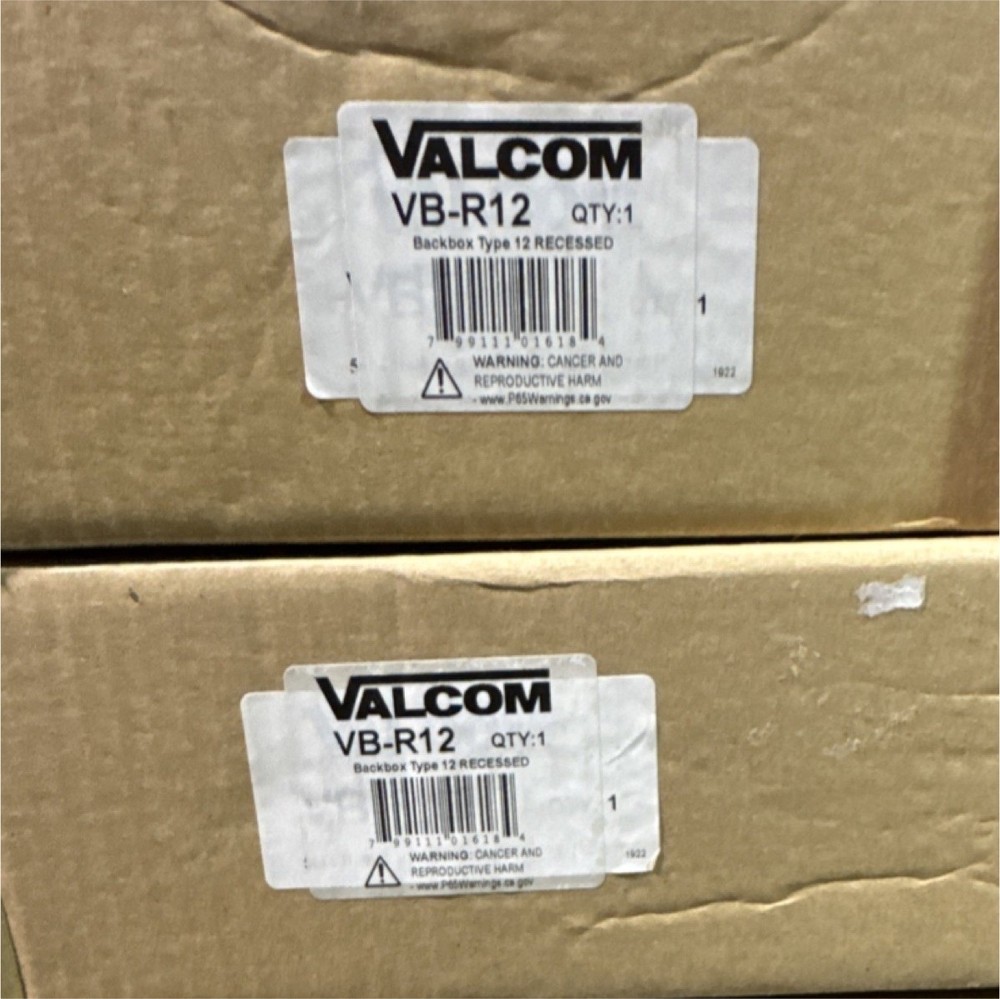 VALCOM
VB-R12 QTY:1
Backbox Type 12 RECESSED
7 99111 01618 4
WARNING: CANCER AND
REPRODUCTIVE HARM
- www.P65Warnings.ca.gov
1
5
1922
VALCOM
VB-R12 QTY:1
Backbox Type 12 RECESSED
7 99111 01618 4
WARNING: CANCER AND
REPRODUCTIVE HARM
- www.P65Warnings.ca.gov
1
1922